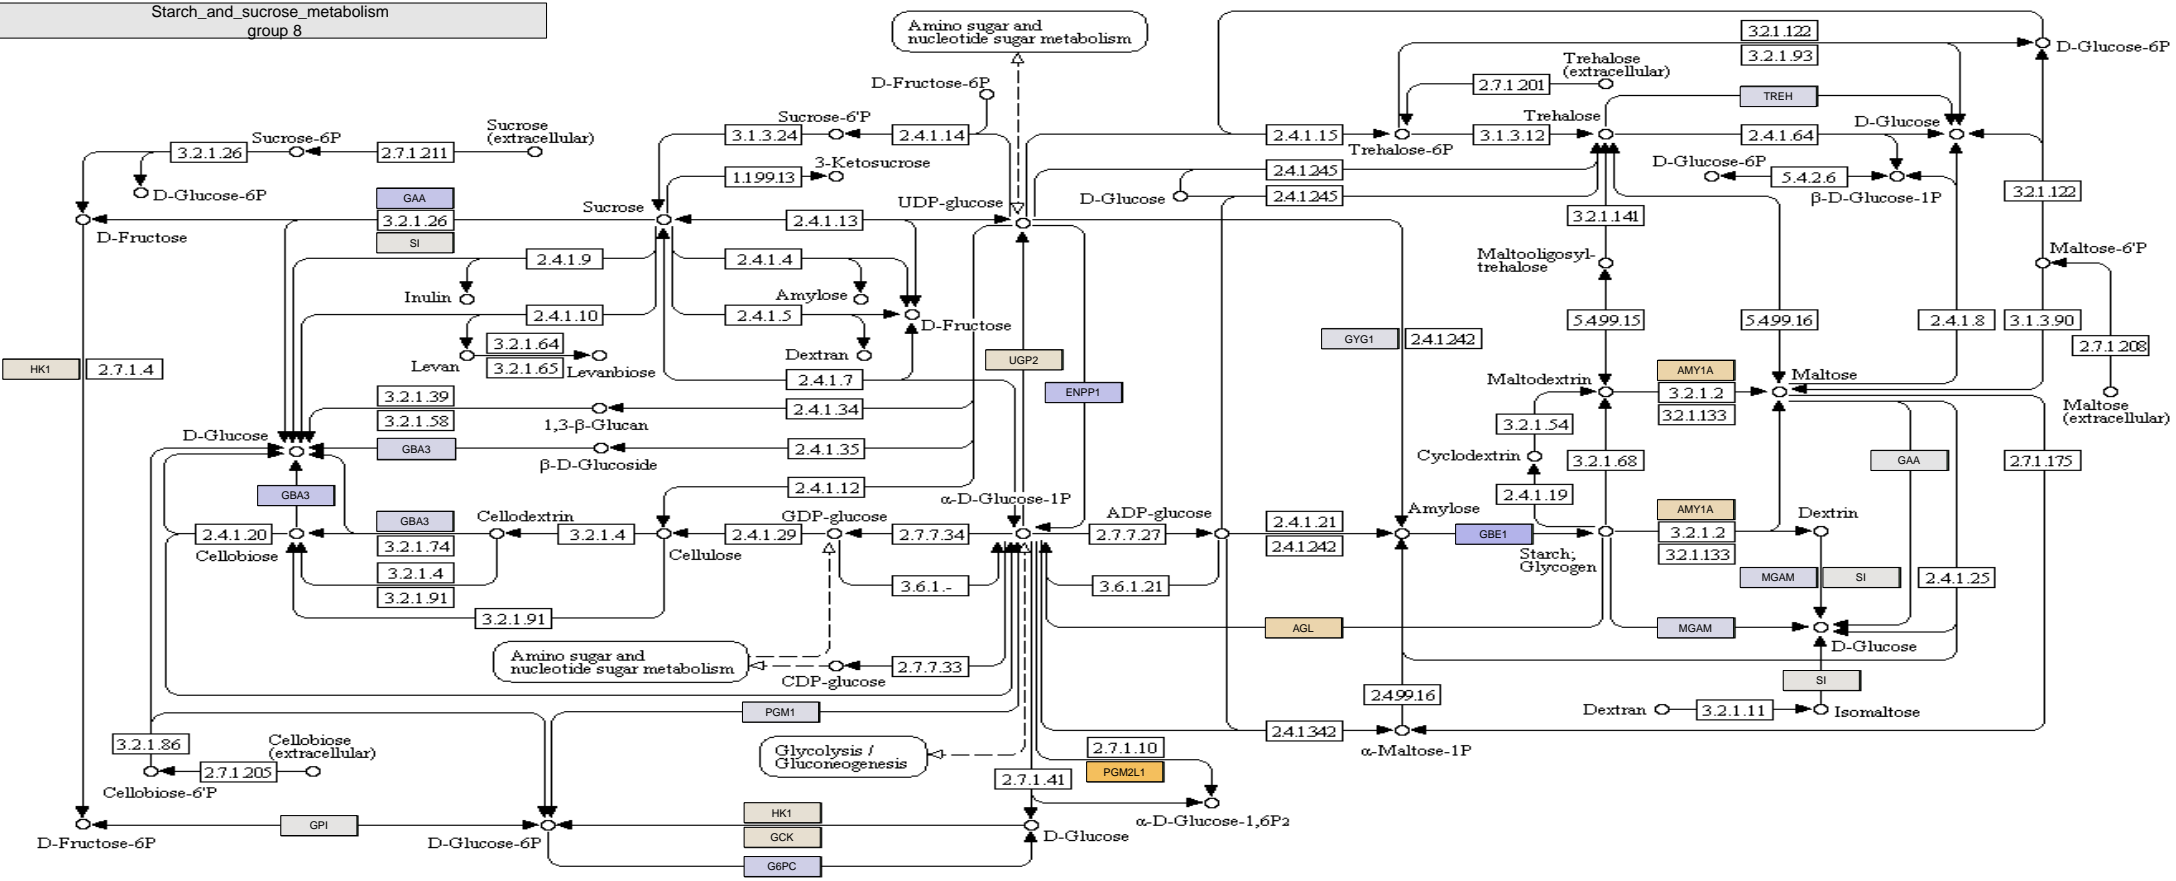 Starch_and_sucrose_metabolism
group 8
Amino sugar and
nucleotide sugar metabolism
3.2.1.122
D-Glucose-6P
3.2.1.93
Trehalose
(extracellular)
2.7.1.201
D-Fructose-6P
TREH
Sucrose-6'P
Trehalose
D-Glucose
Sucrose
(extracellular)
Sucrose-6P
3.1.3.24
2.4.1.14
2.4.1.15
3.1.3.12
2.4.1.64
3.2.1.26
2.7.1.211
Trehalose-6P
3-Ketosucrose
D-Glucose-6P
1.1.99.13
2.4.1.245
5.4.2.6
D-Glucose-6P
3.2.1.122
GAA
D-Glucose
2.4.1.245
β-D-Glucose-1P
Sucrose
UDP-glucose
3.2.1.141
3.2.1.26
2.4.1.13
D-Fructose
SI
Maltose-6'P
2.4.1.9
2.4.1.4
Maltooligosyl-
trehalose
Inulin
Amylose
2.4.1.10
2.4.1.5
D-Fructose
5.4.99.15
5.4.99.16
2.4.1.8
3.1.3.90
3.2.1.64
GYG1
2.4.1.242
2.7.1.208
Levan
3.2.1.65
Levanbiose
Dextran
UGP2
HK1
2.7.1.4
2.4.1.7
AMY1A
Maltodextrin
Maltose
ENPP1
3.2.1.2
3.2.1.39
2.4.1.34
3.2.1.133
Maltose
(extracellular)
3.2.1.58
1,3-β-Glucan
3.2.1.54
D-Glucose
GBA3
2.4.1.35
Cyclodextrin
3.2.1.68
GAA
2.7.1.175
β-D-Glucoside
2.4.1.12
GBA3
2.4.1.19
α-D-Glucose-1P
AMY1A
Cellodextrin
GDP-glucose
ADP-glucose
Amylose
Dextrin
GBA3
2.4.1.21
2.4.1.20
3.2.1.4
2.4.1.29
2.7.7.34
2.7.7.27
GBE1
3.2.1.2
3.2.1.74
2.4.1.242
Cellobiose
Cellulose
Starch;
Glycogen
3.2.1.133
3.2.1.4
3.6.1.-
3.6.1.21
MGAM
SI
2.4.1.25
3.2.1.91
3.2.1.91
AGL
MGAM
D-Glucose
Amino sugar and
nucleotide sugar metabolism
2.7.7.33
CDP-glucose
SI
2.4.99.16
PGM1
Dextran
3.2.1.11
Isomaltose
2.4.1.342
3.2.1.86
Cellobiose
(extracellular)
Glycolysis /
Gluconeogenesis
2.7.1.10
α-Maltose-1P
2.7.1.205
2.7.1.41
PGM2L1
Cellobiose-6'P
HK1
α-D-Glucose-1,6P2
GPI
D-Fructose-6P
D-Glucose-6P
GCK
D-Glucose
G6PC